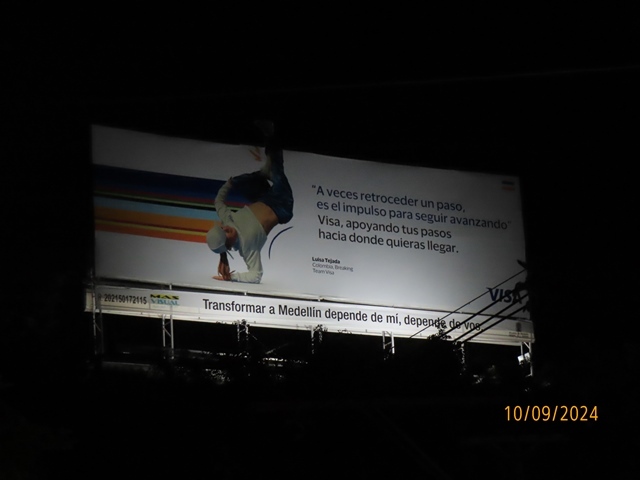 "A veces retroceder un paso,
es el impulso para seguir avanzando"
Visa, apoyando tus pasos
hacia donde quieras llegar.
Luisa Tejada
Colombia, Breaking
Team Visa
VISA
202150172115
MAS
Transformar a Medellín depende de mí, depende de vos
10/09/2024